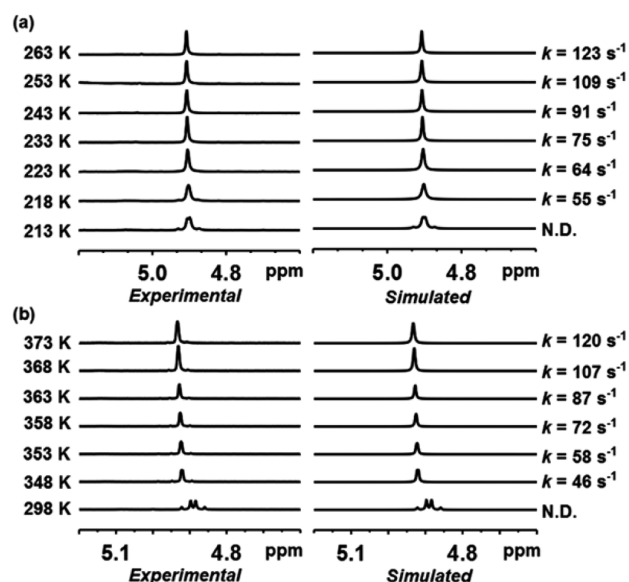 (a)
263 K k = 123 s-1
253 K k = 109 s-1
243 K k = 91 s-1
233 K k = 75 s-1
223 K k = 64 s-1
218 K k = 55 s-1
213 K N.D.
5.0 4.8 ppm 5.0 4.8 ppm
Experimental Simulated
(b)
373 K k = 120 s-1
368 K k = 107 s-1
363 K k = 87 s-1
358 K k = 72 s-1
353 K k = 58 s-1
348 K k = 46 s-1
298 K N.D.
5.1 4.8 ppm 5.1 4.8 ppm
Experimental Simulated